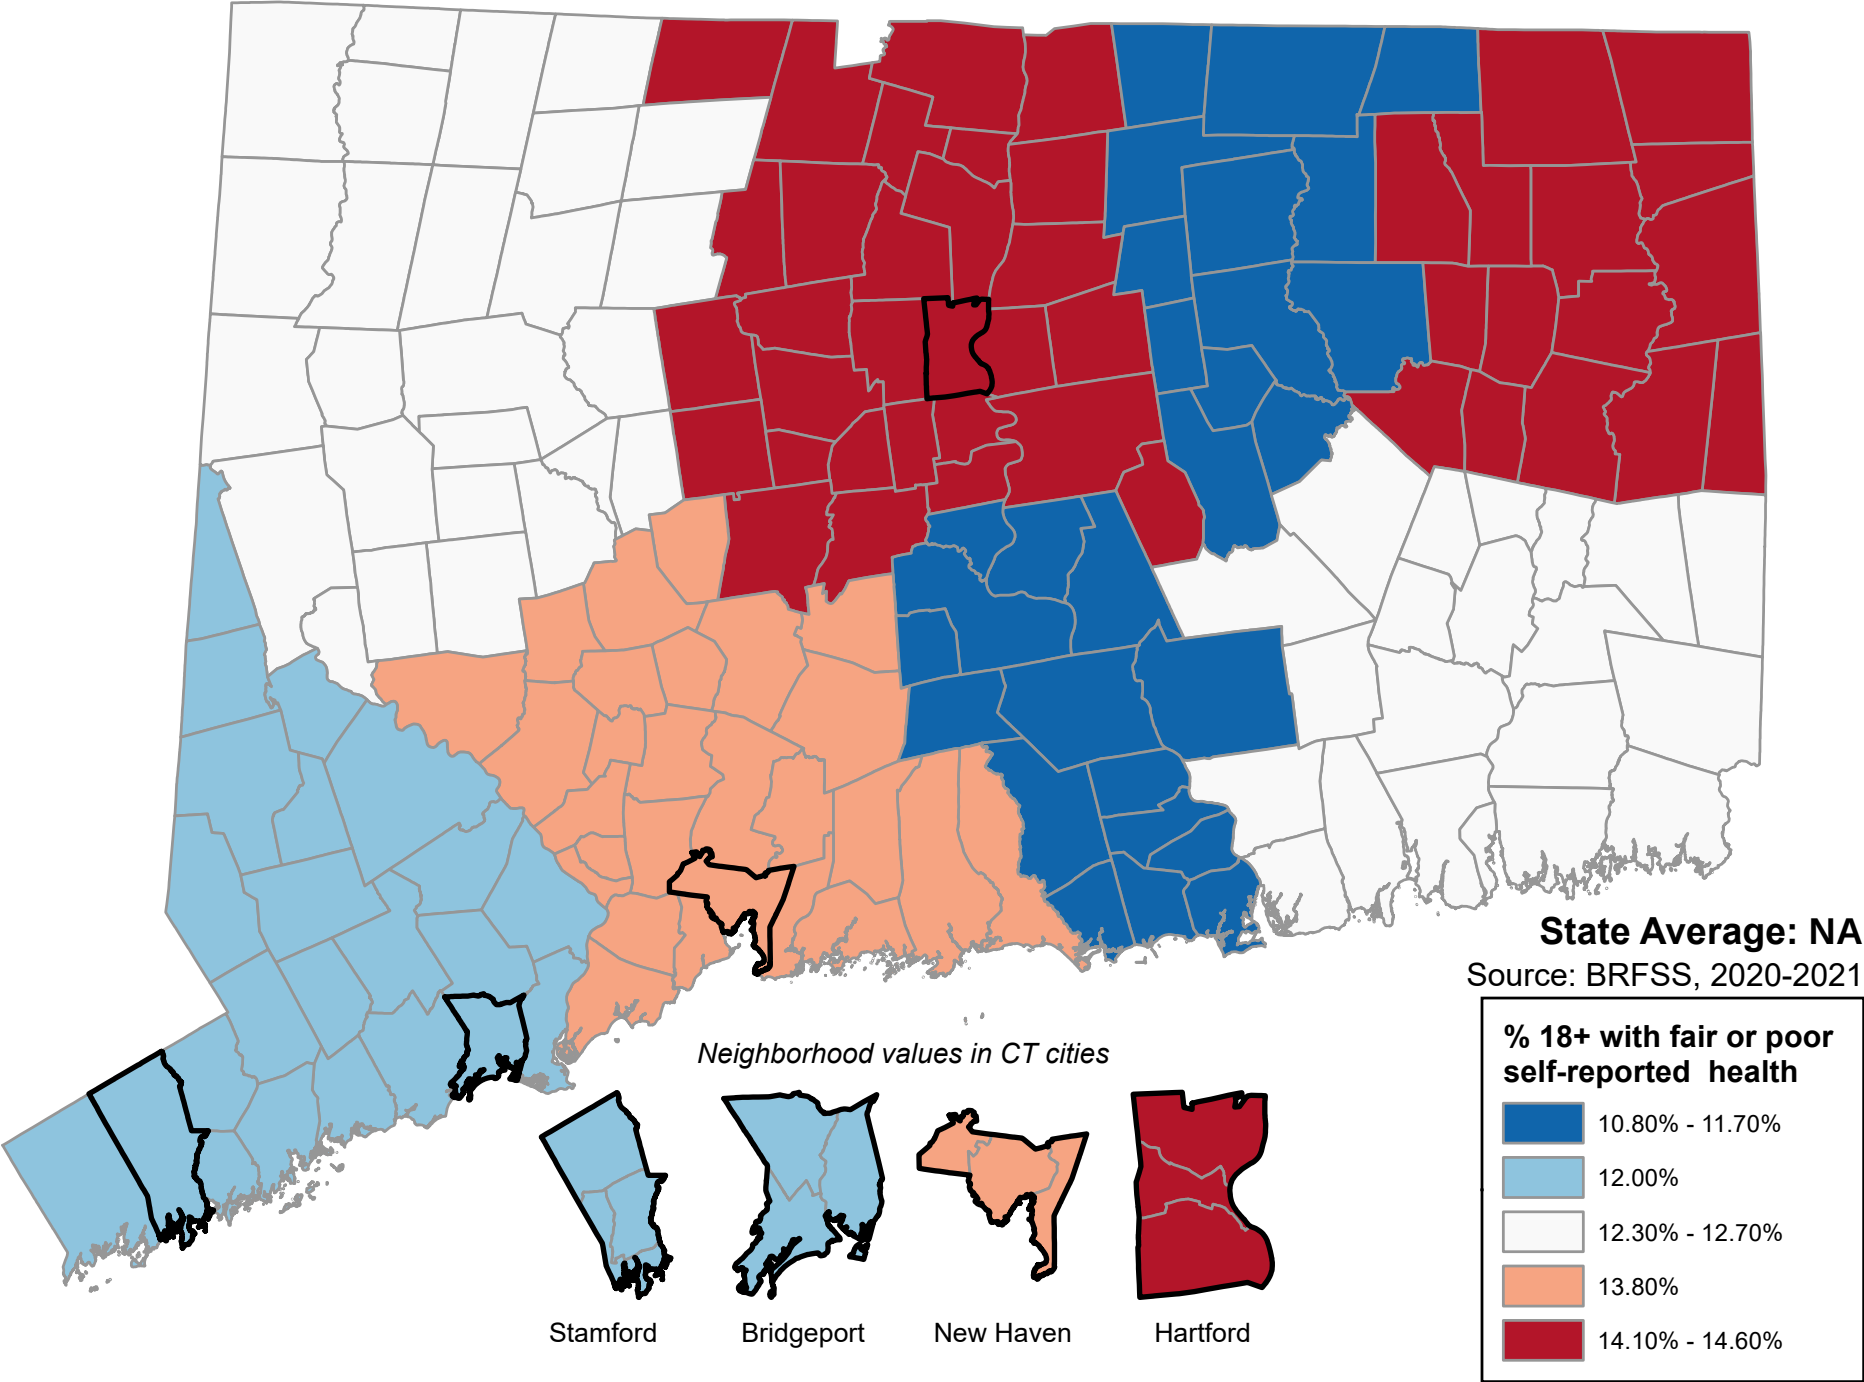 State Average: NA
Source: BRFSS, 2020-2021
% 18+ with fair or poor
self-reported health
10.80% - 11.70%
12.00%
12.30% - 12.70%
13.80%
14.10% - 14.60%
Neighborhood values in CT cities
Stamford
Bridgeport
New Haven
Hartford